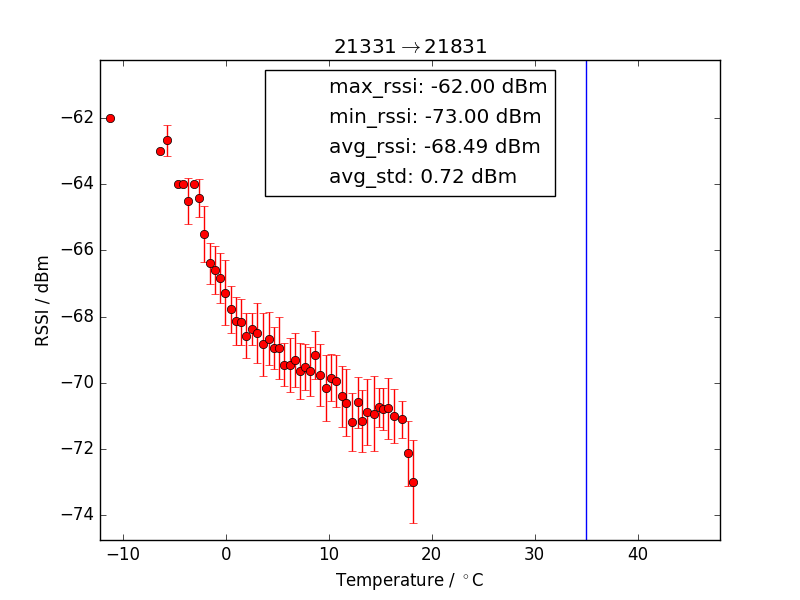 21331→21831
max_rssi: -62.00 dBm
min_rssi: -73.00 dBm
avg_rssi: -68.49 dBm
avg_std: 0.72 dBm
RSSI / dBm
−62
−64
−66
−68
−70
−72
−74
−10 0 10 20 30 40
Temperature / °C